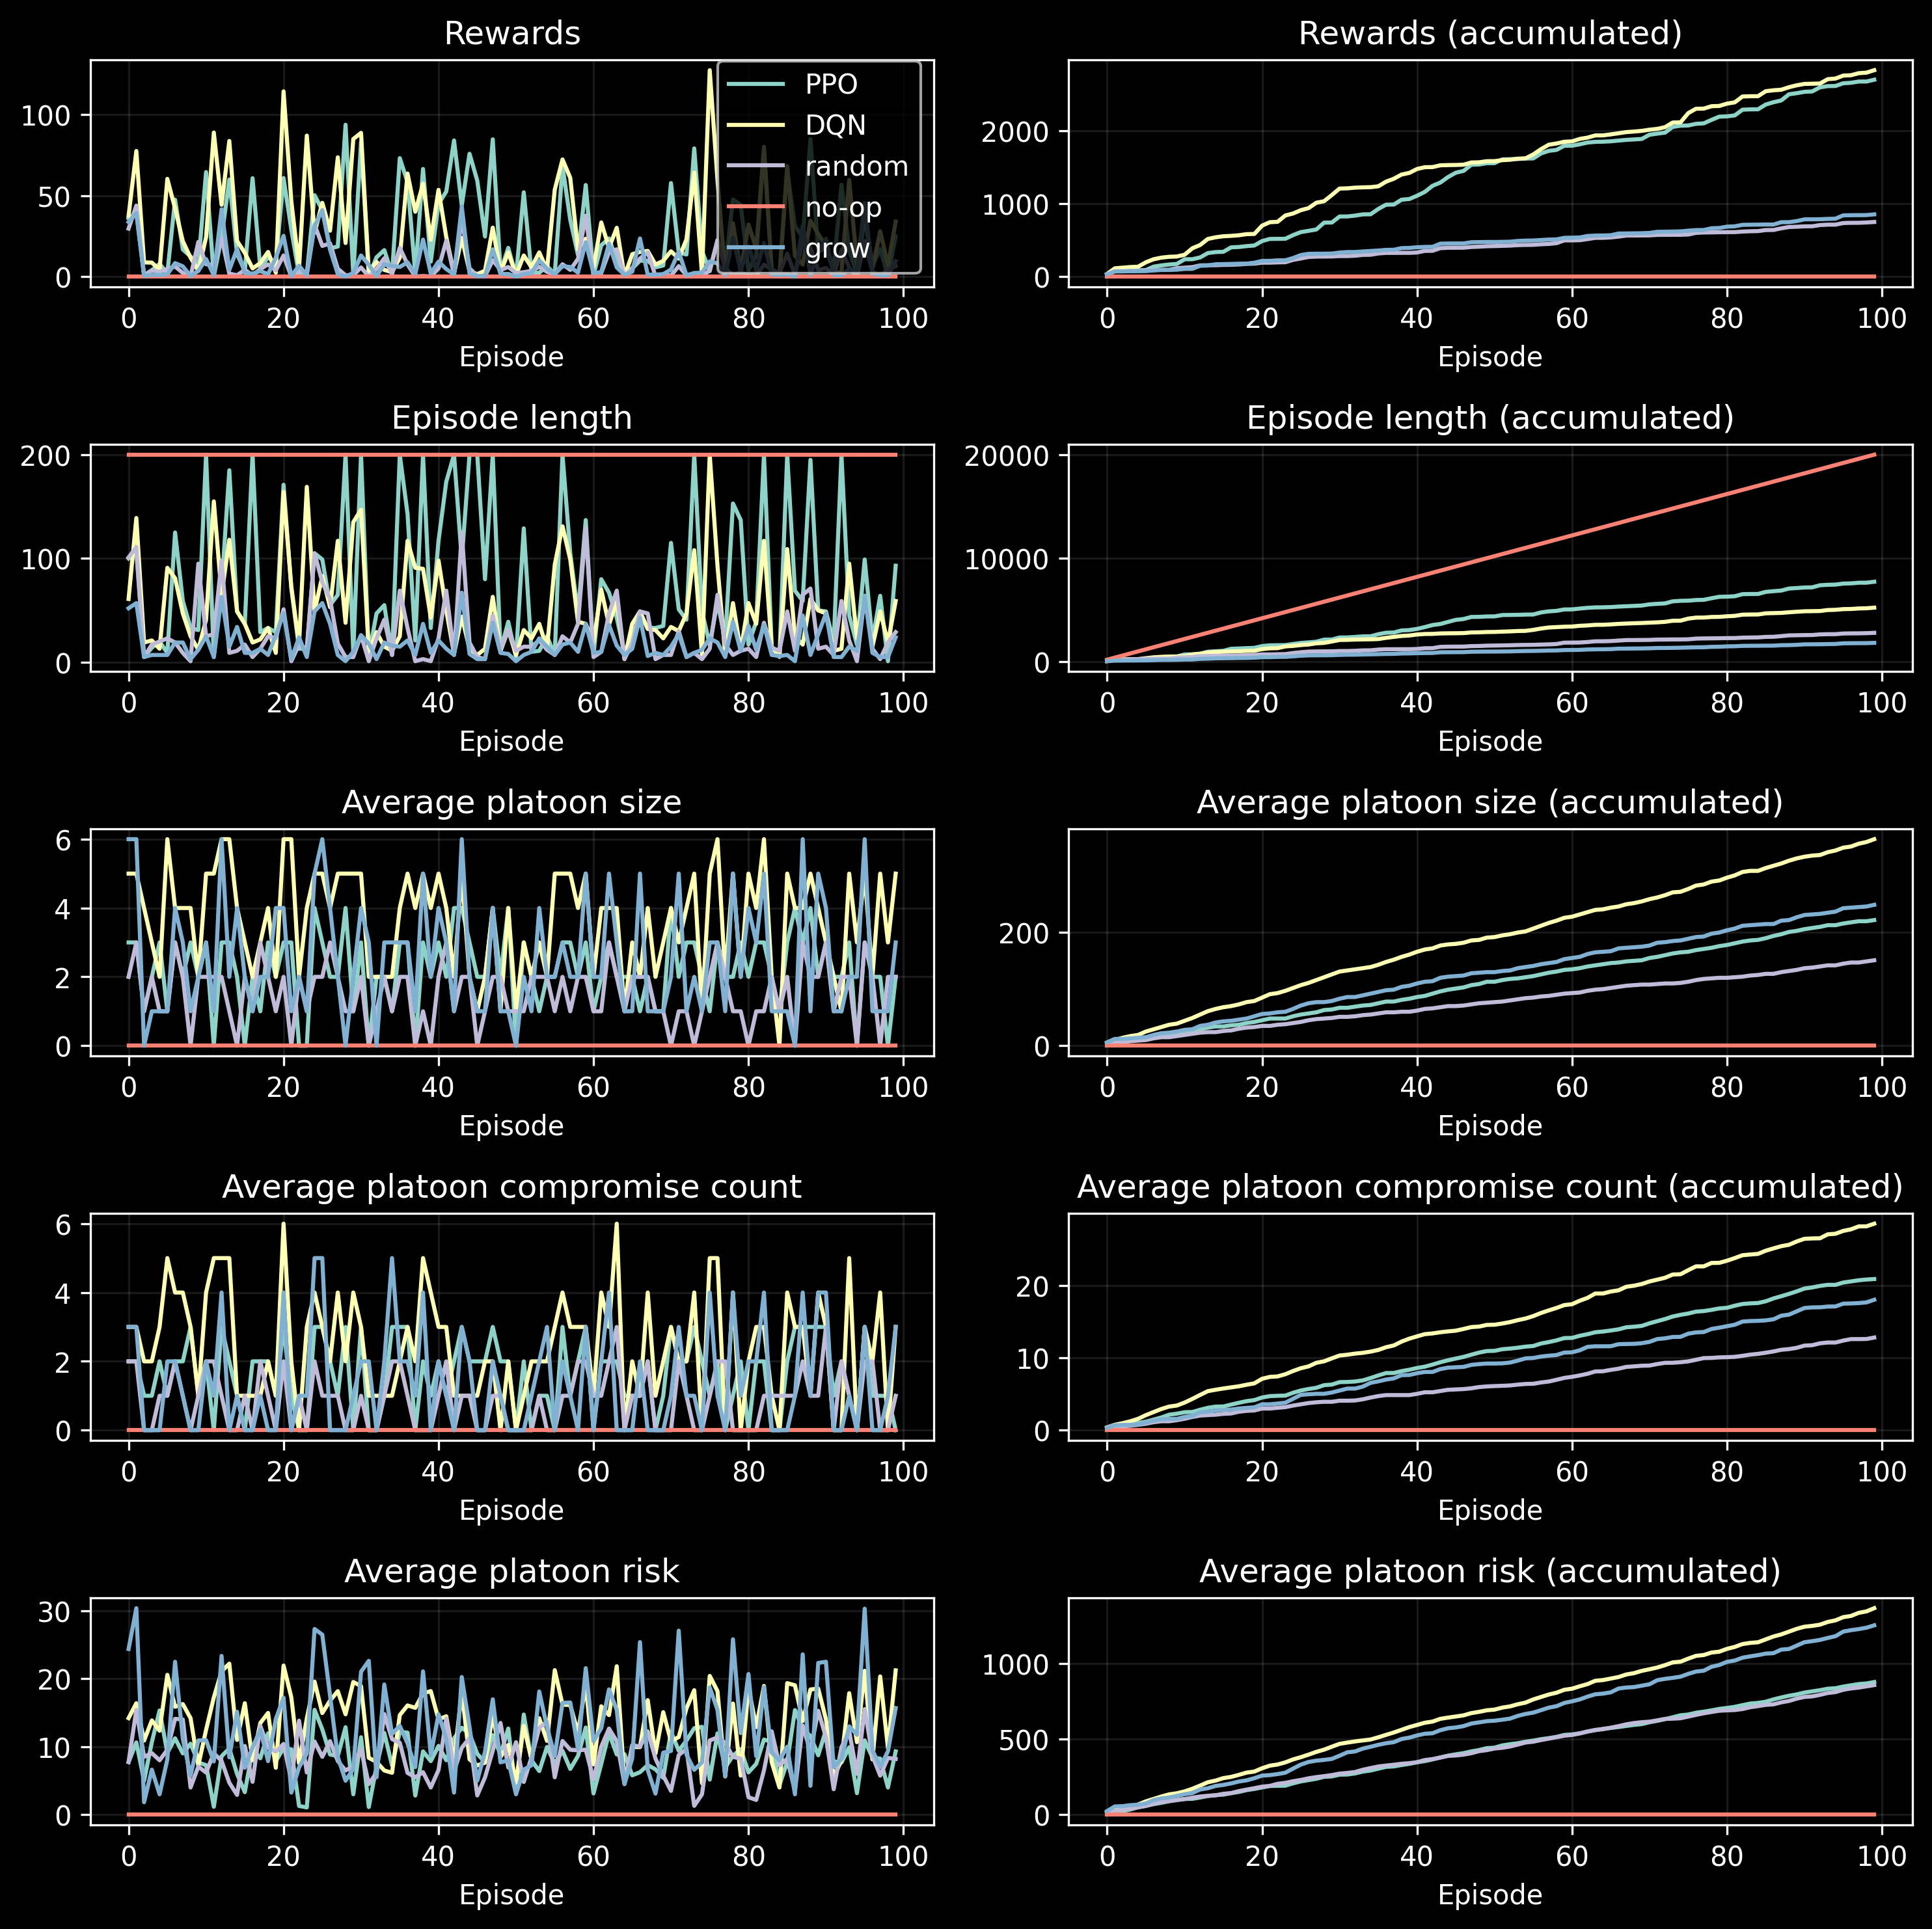 Rewards
Rewards (accumulated)
100
50
0
PPO
DQN
random
no-op
grow
0 20 40 60 80 100
Episode
2000
1000
0
0 20 40 60 80 100
Episode
Episode length
Episode length (accumulated)
200
100
0
0 20 40 60 80 100
Episode
20000
10000
0
0 20 40 60 80 100
Episode
Average platoon size
Average platoon size (accumulated)
6
4
2
0
0 20 40 60 80 100
Episode
200
0
0 20 40 60 80 100
Episode
Average platoon compromise count
Average platoon compromise count (accumulated)
6
4
2
0
0 20 40 60 80 100
Episode
20
10
0
0 20 40 60 80 100
Episode
Average platoon risk
Average platoon risk (accumulated)
30
20
10
0
0 20 40 60 80 100
Episode
1000
500
0
0 20 40 60 80 100
Episode